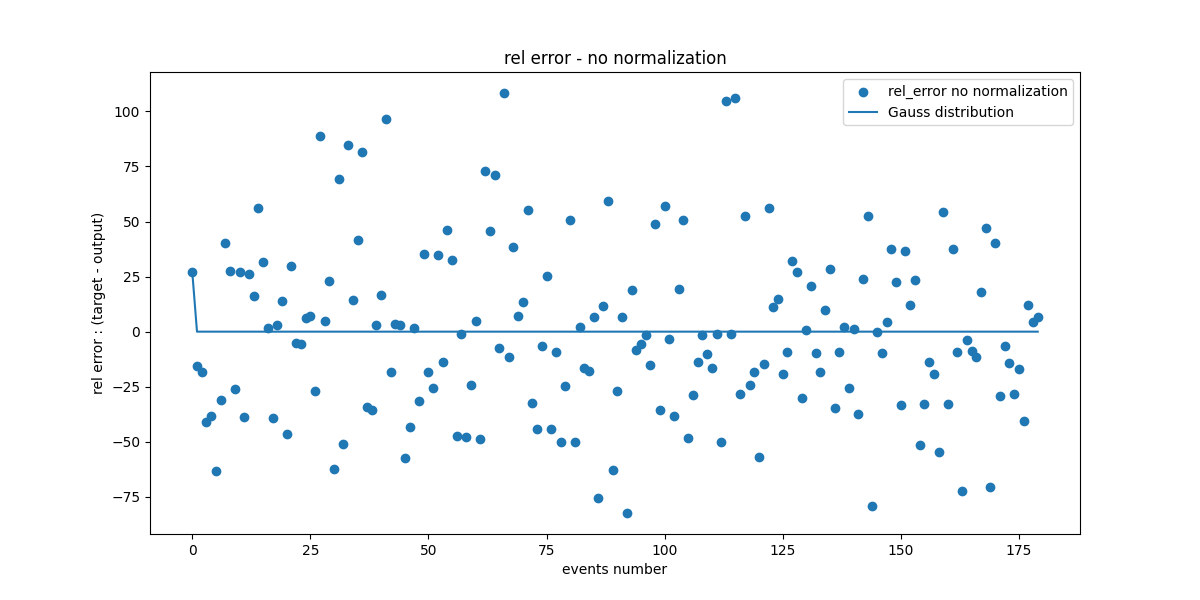 rel error - no normalization
rel_error no normalization
Gauss distribution
rel error : (target - output)
100
75
50
25
0
−25
−50
−75
0 25 50 75 100 125 150 175
events number